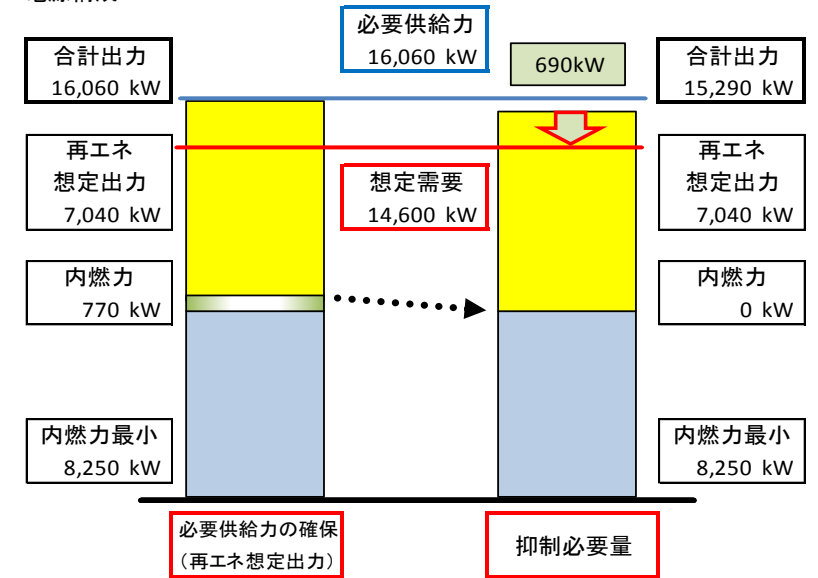 必要供給力
16,060 kW
690kW
合計出力
16,060 kW
合計出力
15,290 kW
再エネ
想定出力
7,040 kW
想定需要
14,600 kW
再エネ
想定出力
7,040 kW
内燃力
770 kW
内燃力
0 kW
内燃力最小
8,250 kW
内燃力最小
8,250 kW
必要供給力の確保
(再エネ想定出力)
抑制必要量